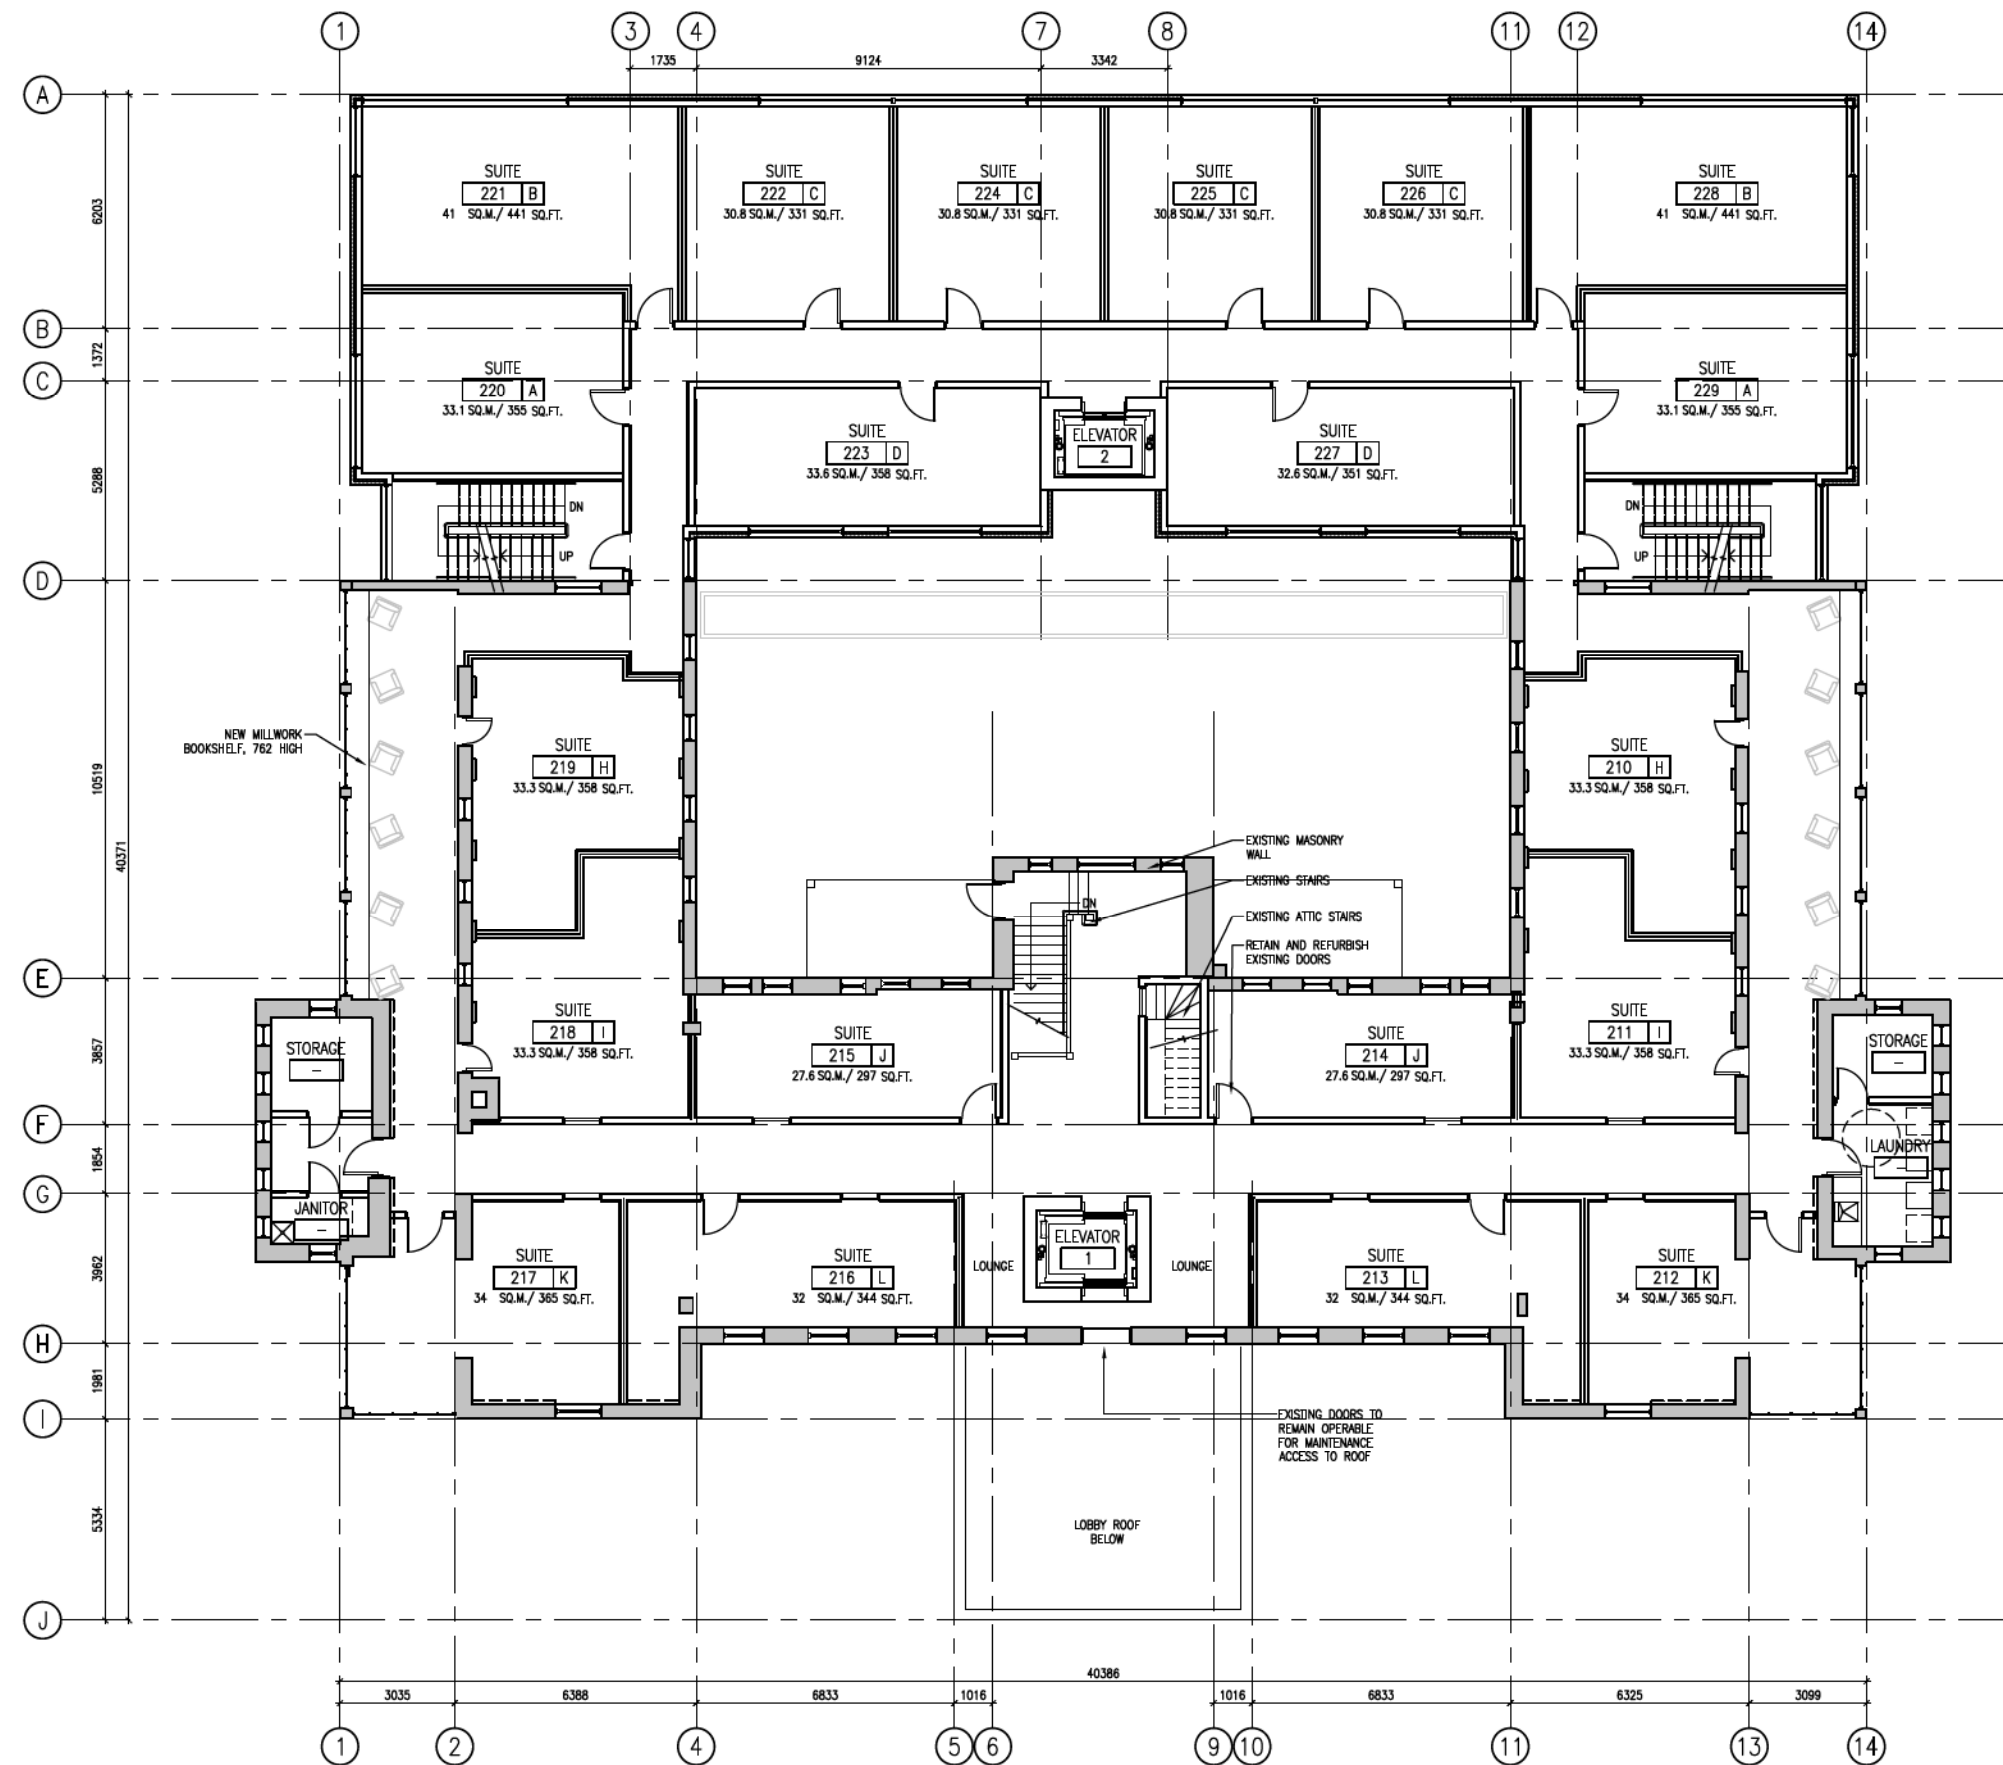 1 3 4 7 8 11 12 14
1735 9124 3342
A
SUITE SUITE SUITE SUITE SUITE SUITE
221 B 222 C 224 C 225 C 226 C 228 B
41 SQ.M./ 441 SQ.FT. 30.8 SQ.M./ 331 SQ.FT. 30.8 SQ.M./ 331 SQ.FT. 30.8 SQ.M./ 331 SQ.FT. 30.8 SQ.M./ 331 SQ.FT. 41 SQ.M./ 441 SQ.FT.
6203
B
1372
C
SUITE SUITE
220 A 229 A
33.1 SQ.M./ 355 SQ.FT. 33.1 SQ.M./ 355 SQ.FT.
SUITE ELEVATOR SUITE
223 D 2 227 D
33.6 SQ.M./ 358 SQ.FT. 32.6 SQ.M./ 351 SQ.FT.
5288
DN DN
UP UP
D
NEW MILLWORK
BOOKSHELF, 762 HIGH
SUITE SUITE
219 H 210 H
33.3 SQ.M./ 358 SQ.FT. 33.3 SQ.M./ 358 SQ.FT.
10519
40371
EXISTING MASONRY
WALL
EXISTING STAIRS
DN
EXISTING ATTIC STAIRS
RETAIN AND REFURBISH
EXISTING DOORS
E
SUITE SUITE
218 I 211 I
33.3 SQ.M./ 358 SQ.FT. 33.3 SQ.M./ 358 SQ.FT.
SUITE SUITE
215 J 214 J
27.6 SQ.M./ 297 SQ.FT. 27.6 SQ.M./ 297 SQ.FT.
STORAGE STORAGE
– –
3857
F
1854
LAUNDRY
G
JANITOR
–
ELEVATOR
1
LOUNGE LOUNGE
SUITE SUITE SUITE SUITE
217 K 216 L 213 L 212 K
34 SQ.M./ 365 SQ.FT. 32 SQ.M./ 344 SQ.FT. 32 SQ.M./ 344 SQ.FT. 34 SQ.M./ 365 SQ.FT.
3962
H
1981
I
EXISTING DOORS TO
REMAIN OPERABLE
FOR MAINTENANCE
ACCESS TO ROOF
5334
LOBBY ROOF
BELOW
J
40386
3035 6388 6833 1016 1016 6833 6325 3099
1 2 4 5 6 9 10 11 13 14